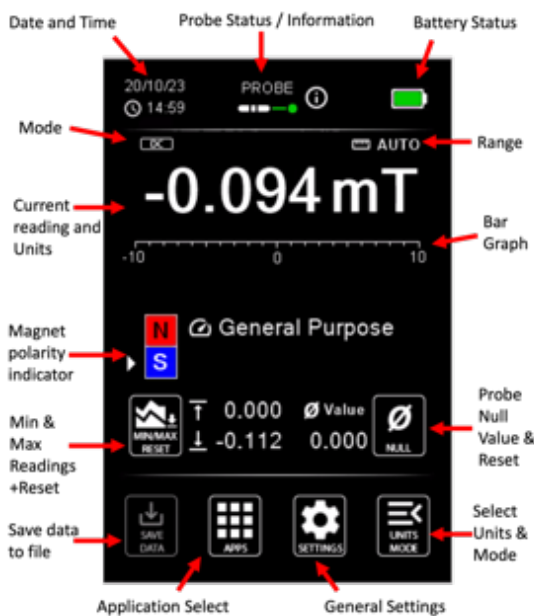 Date and Time
Probe Status / Information
Battery Status
20/10/23
14:59
PROBE
Mode
DC
AUTO
Range
-0.094 mT
Current
reading and
Units
-10
0
10
Bar
Graph
N
S
General Purpose
Magnet
polarity
indicator
MIN/MAX
RESET
0.000
-0.112
Ø Value
0.000
Ø
NULL
Min &
Max
Readings
+Reset
Probe
Null
Value &
Reset
SAVE
DATA
APPS
SETTINGS
UNITS
MODE
Save data
to file
Select
Units &
Mode
Application Select
General Settings